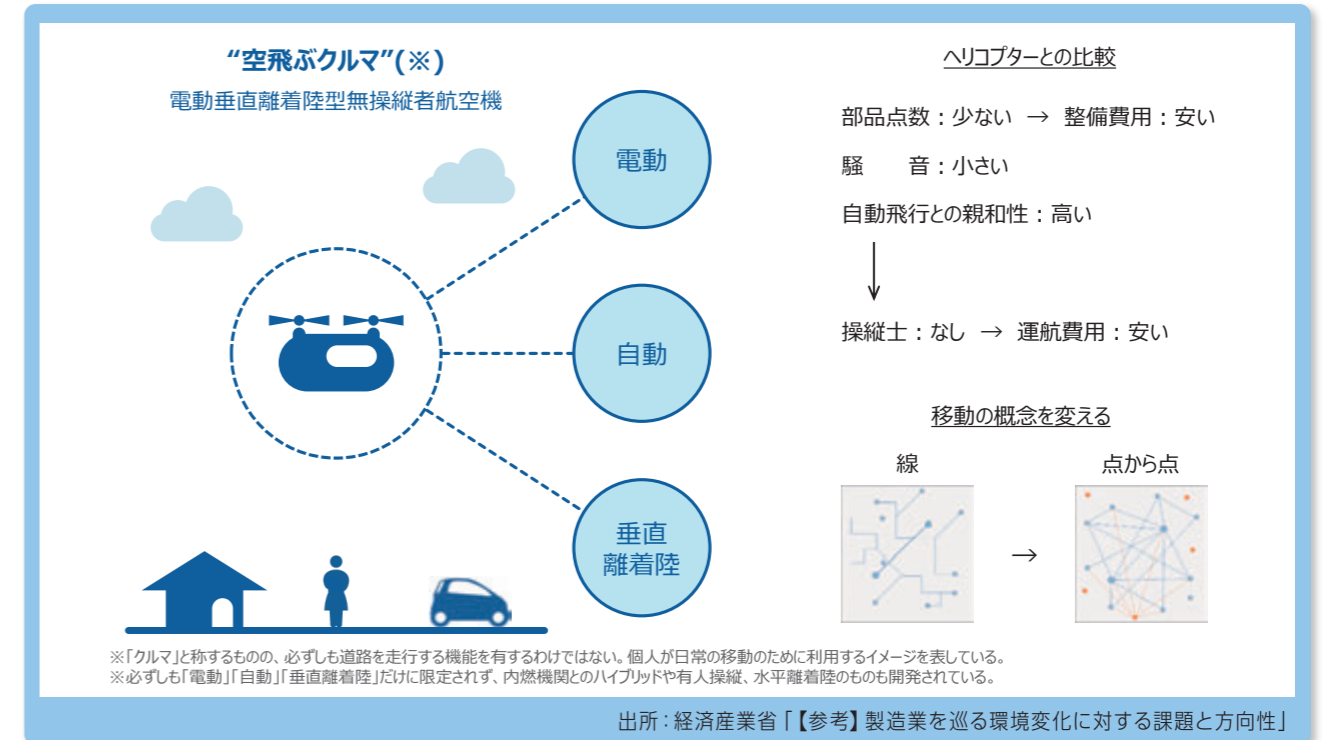 “空飛ぶクルマ”(※)
電動垂直離着陸型無操縦者航空機
電動
自動
垂直
離着陸
ヘリコプターとの比較
部品点数：少ない → 整備費用：安い
騒　　音：小さい
自動飛行との親和性：高い
↓
操縦士：なし → 運航費用：安い
移動の概念を変える
線
点から点
→
※「クルマ」と称するものの、必ずしも道路を走行する機能を有するわけではない。個人が日常の移動のために利用するイメージを表している。
※必ずしも「電動」「自動」「垂直離着陸」だけに限定されず、内燃機関とのハイブリッドや有人操縦、水平離着陸のものも開発されている。
出所：経済産業省「【参考】製造業を巡る環境変化に対する課題と方向性」